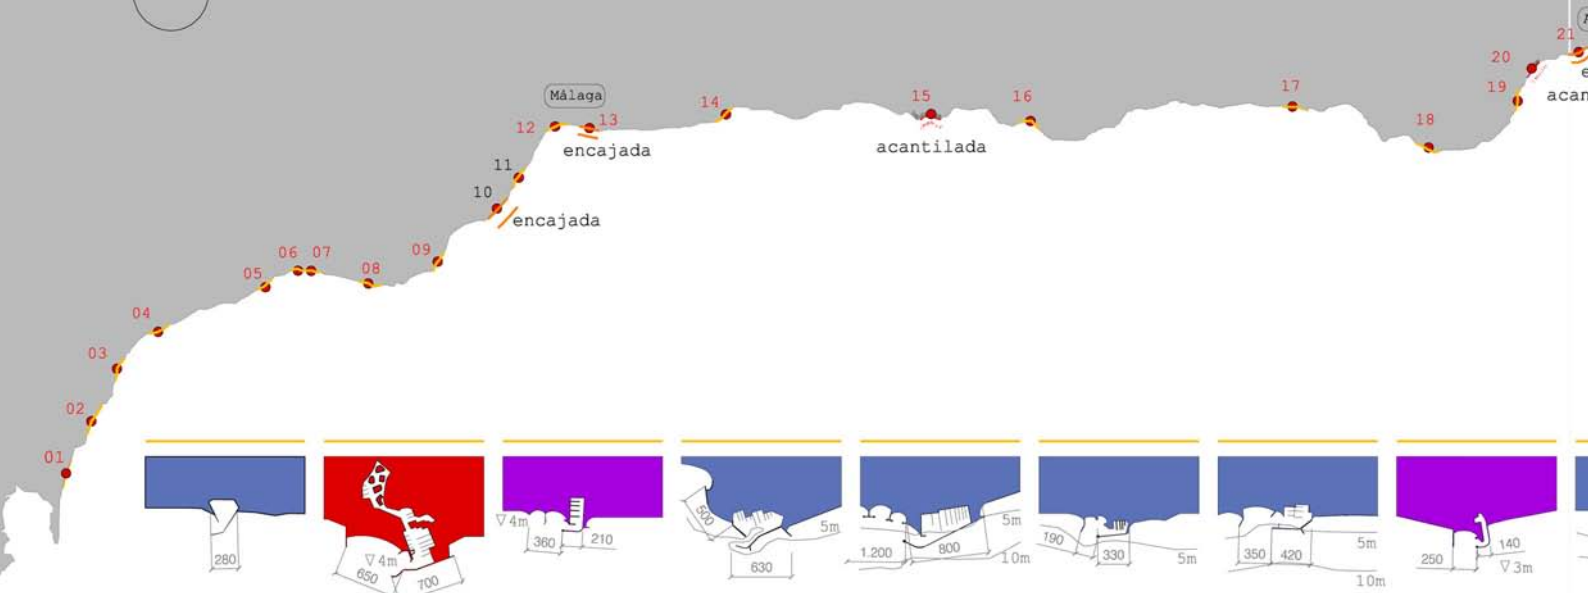 21
A
20
e
17
19
acan
15
16
14
18
Málaga
12
13
encajada
acantilada
11
10
encajada
09
06 07
08
05
04
03
02
01
280
▽4m
650
700
▽4m
360
210
500
5m
630
1.200
800
5m
10m
190
330
5m
350
420
5m
10m
250
140
▽3m